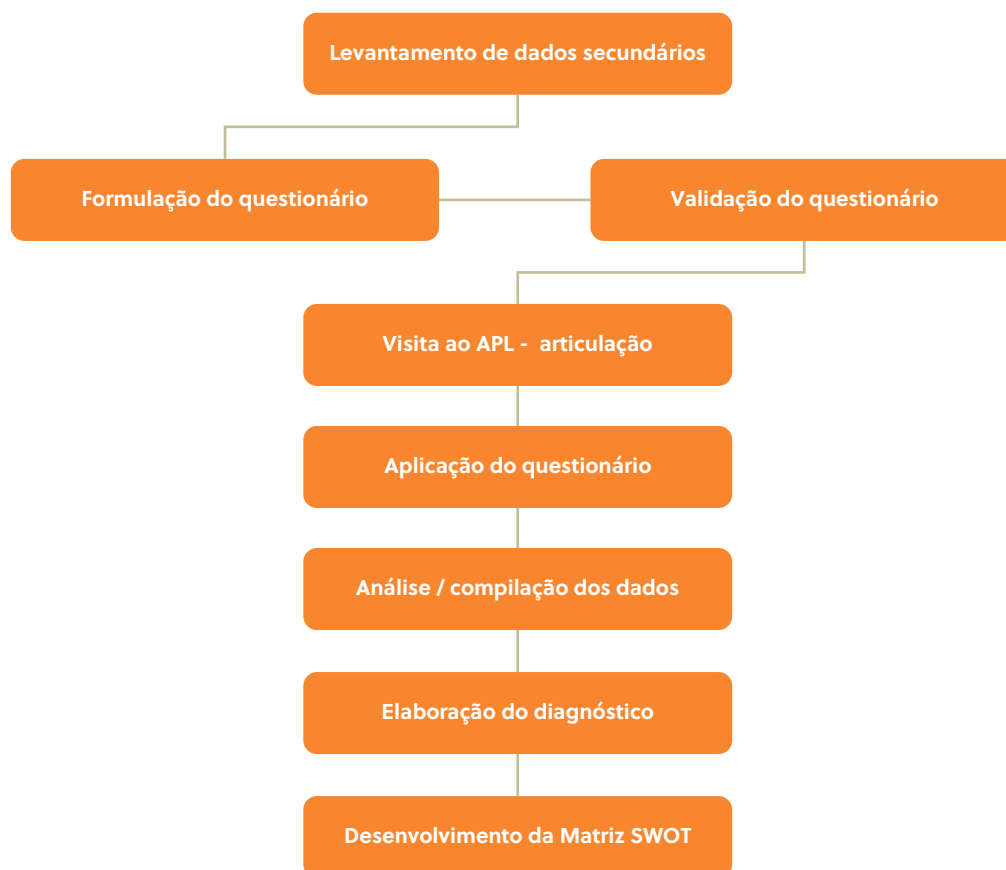 Levantamento de dados secundários
Formulação do questionário
Validação do questionário
Visita ao APL - articulação
Aplicação do questionário
Análise / compilação dos dados
Elaboração do diagnóstico
Desenvolvimento da Matriz SWOT